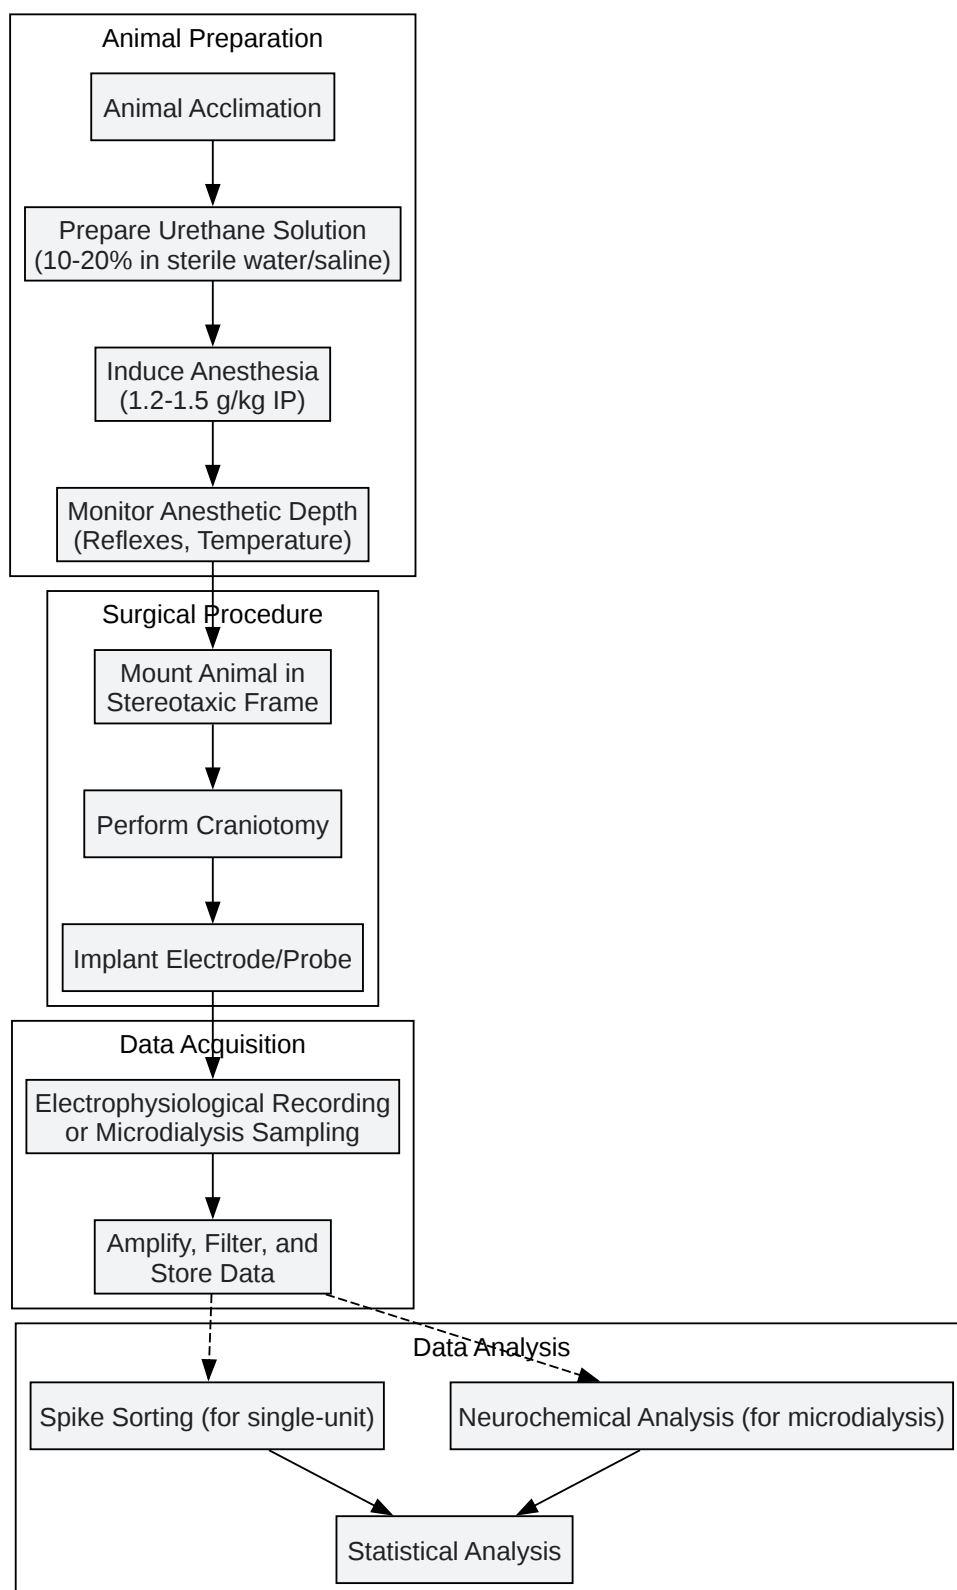 Animal Preparation
Animal Acclimation
Prepare Urethane Solution
(10-20% in sterile water/saline)
Induce Anesthesia
(1.2-1.5 g/kg IP)
Monitor Anesthetic Depth
(Reflexes, Temperature)
Surgical Procedure
Mount Animal in
Stereotaxic Frame
Perform Craniotomy
Implant Electrode/Probe
Data Acquisition
Electrophysiological Recording
or Microdialysis Sampling
Amplify, Filter, and
Store Data
Data Analysis
Spike Sorting (for single-unit)
Neurochemical Analysis (for microdialysis)
Statistical Analysis